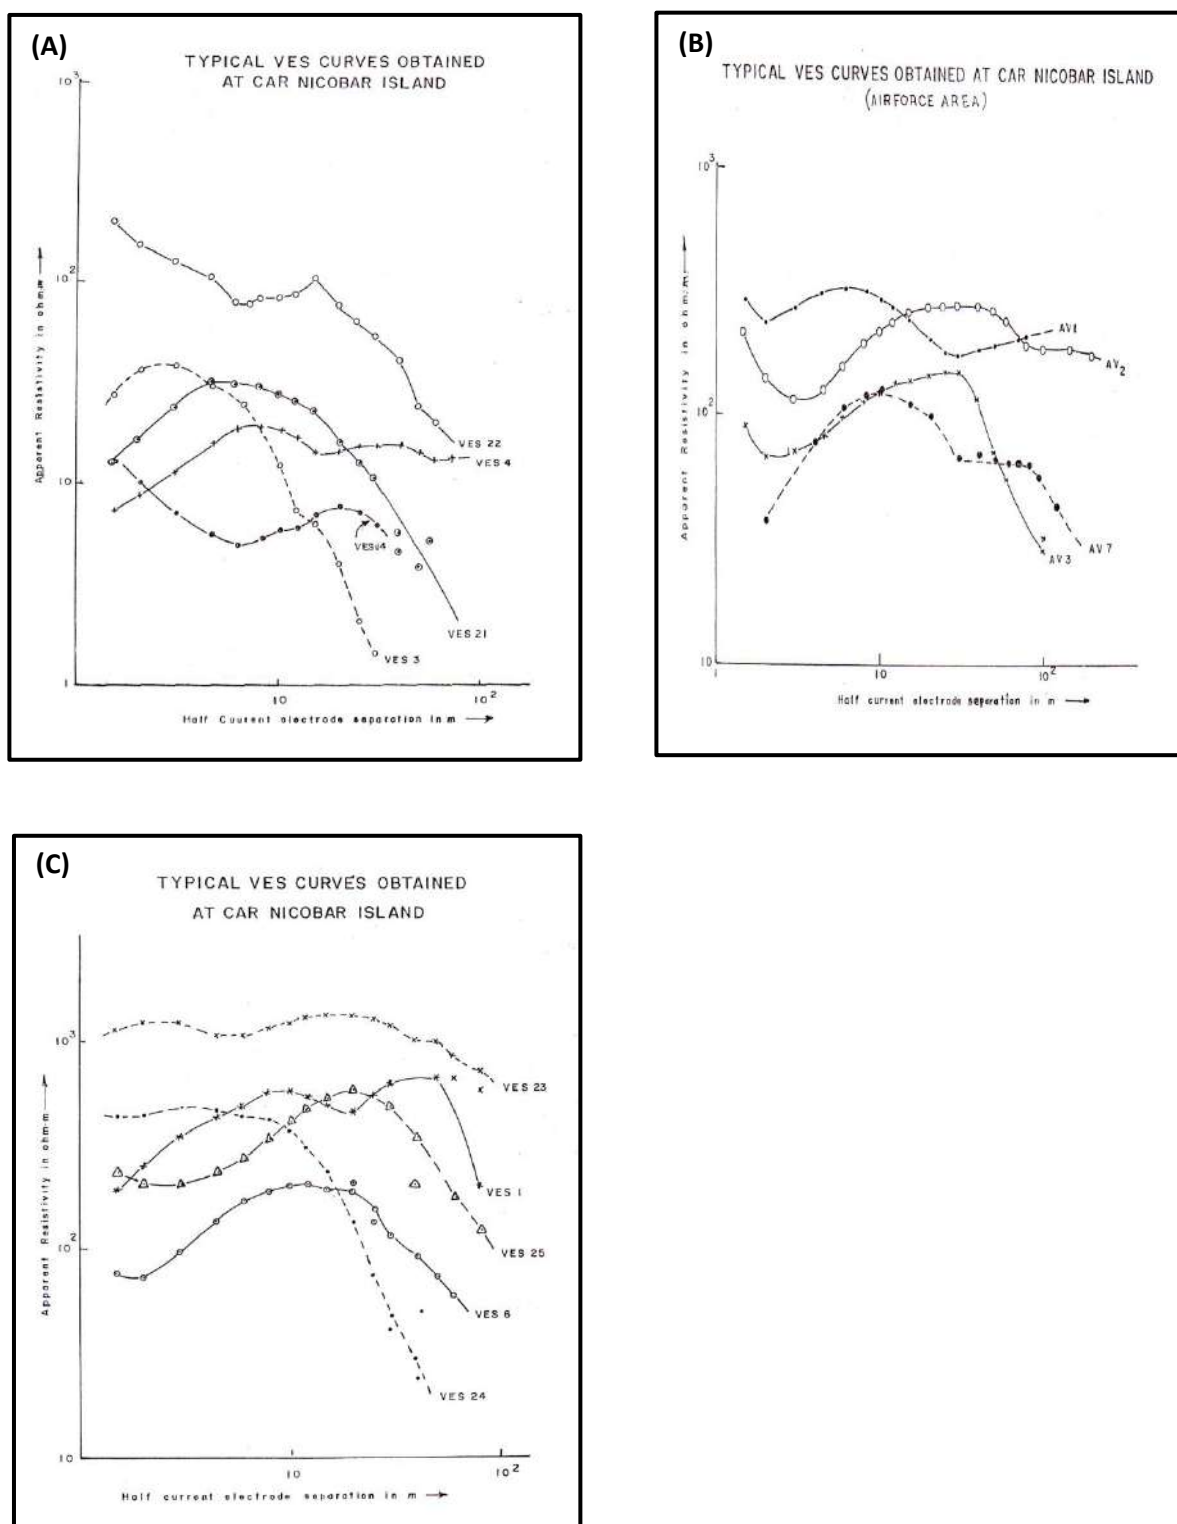 (A)
TYPICAL VES CURVES OBTAINED
AT CAR NICOBAR ISLAND
10³
10²
10
1
Apparent Resistivity in ohm-m
VES 22
VES 4
VES 21
VES 3
10
10²
Half Cuurent electrode separation in m
(B)
TYPICAL VES CURVES OBTAINED AT CAR NICOBAR ISLAND
(AIRFORCE AREA)
10³
10²
10
Apparent Resistivity in ohm-m
AV1
AV2
AV3
AV7
1
10
10²
Half current electrode separation in m
(C)
TYPICAL VES CURVES OBTAINED
AT CAR NICOBAR ISLAND
10³
10²
10
Apparent Resistivity in ohm-m
VES 23
VES 1
VES 25
VES 6
VES 24
10
10²
Half current electrode separation in m